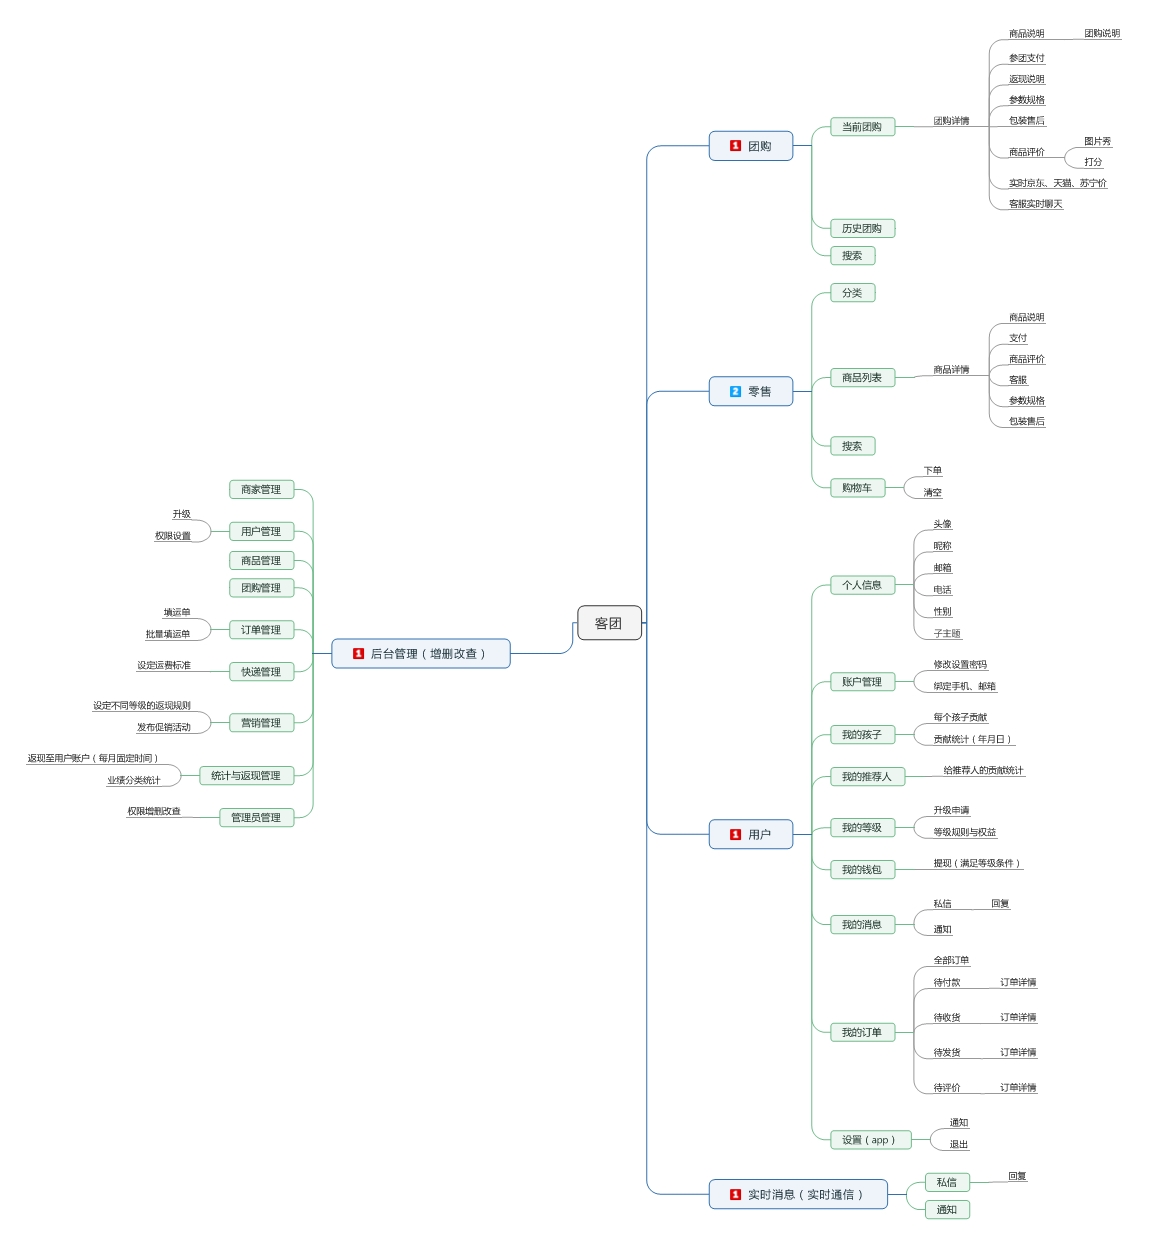 客团
1 团购
当前团购
团购详情
商品说明
团购说明
参团支付
返现说明
参数规格
包装售后
商品评价
图片秀
打分
实时京东、天猫、苏宁价
客服实时聊天
历史团购
搜索
2 零售
分类
商品列表
商品详情
商品说明
支付
商品评价
客服
参数规格
包装售后
搜索
购物车
下单
清空
1 用户
个人信息
头像
昵称
邮箱
电话
性别
子主题
账户管理
修改设置密码
绑定手机、邮箱
我的孩子
每个孩子贡献
贡献统计（年月日）
我的推荐人
给推荐人的贡献统计
我的等级
升级申请
等级规则与权益
我的钱包
提现（满足等级条件）
我的消息
私信
回复
通知
我的订单
全部订单
待付款
订单详情
待收货
订单详情
待发货
订单详情
待评价
订单详情
设置（app）
通知
退出
1 实时消息（实时通信）
私信
回复
通知
1 后台管理（增删改查）
商家管理
用户管理
升级
权限设置
商品管理
团购管理
订单管理
填运单
批量填运单
快递管理
设定运费标准
营销管理
设定不同等级的返现规则
发布促销活动
统计与返现管理
返现至用户账户（每月固定时间）
业绩分类统计
管理员管理
权限增删改查